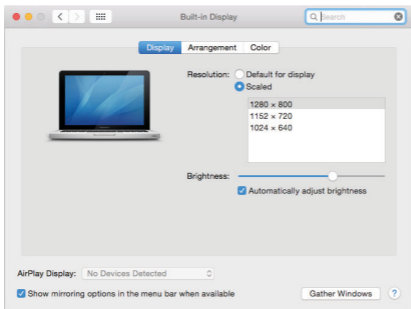 Built-in Display
Search
Display Arrangement Color
Resolution: Default for display
Scaled
1280 × 800
1152 × 720
1024 × 640
Brightness:
Automatically adjust brightness
AirPlay Display: No Devices Detected
Show mirroring options in the menu bar when available
Gather Windows ?